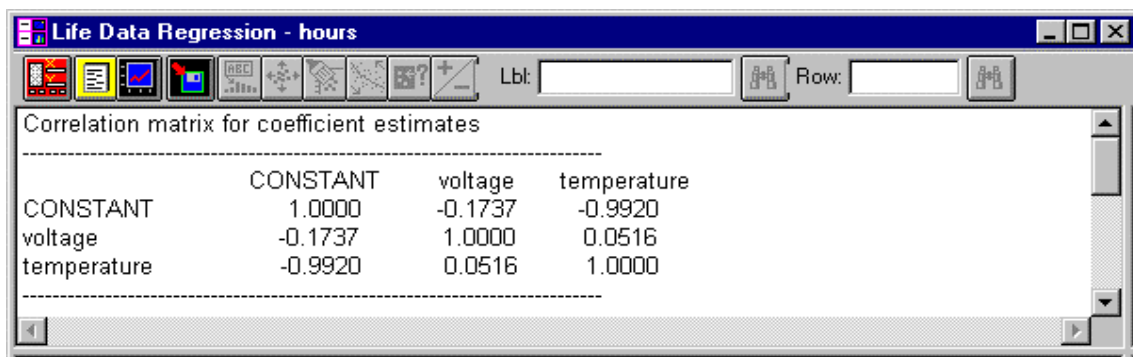 Life Data Regression - hours
ABC ? Lbl: Row:
Correlation matrix for coefficient estimates
--------------------------------------------------------------------------------
CONSTANT voltage temperature
CONSTANT 1.0000 -0.1737 -0.9920
voltage -0.1737 1.0000 0.0516
temperature -0.9920 0.0516 1.0000
--------------------------------------------------------------------------------